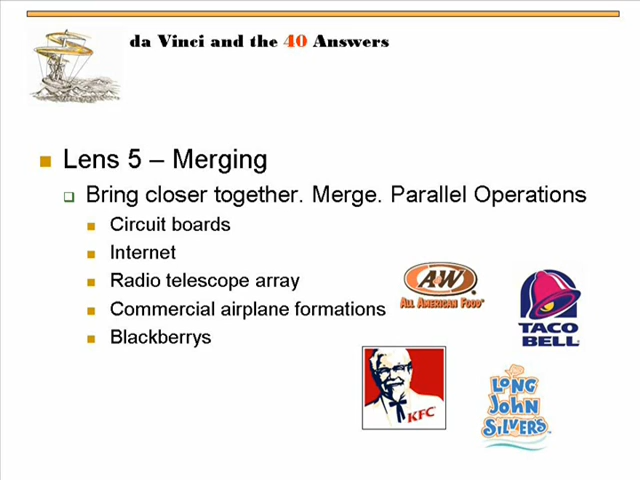 da Vinci and the 40 Answers
Lens 5 – Merging
Bring closer together. Merge. Parallel Operations
Circuit boards
Internet
Radio telescope array
Commercial airplane formations
Blackberrys
A&W
ALL AMERICAN FOOD
TACO
BELL
KFC
LONG
JOHN
SILVER'S